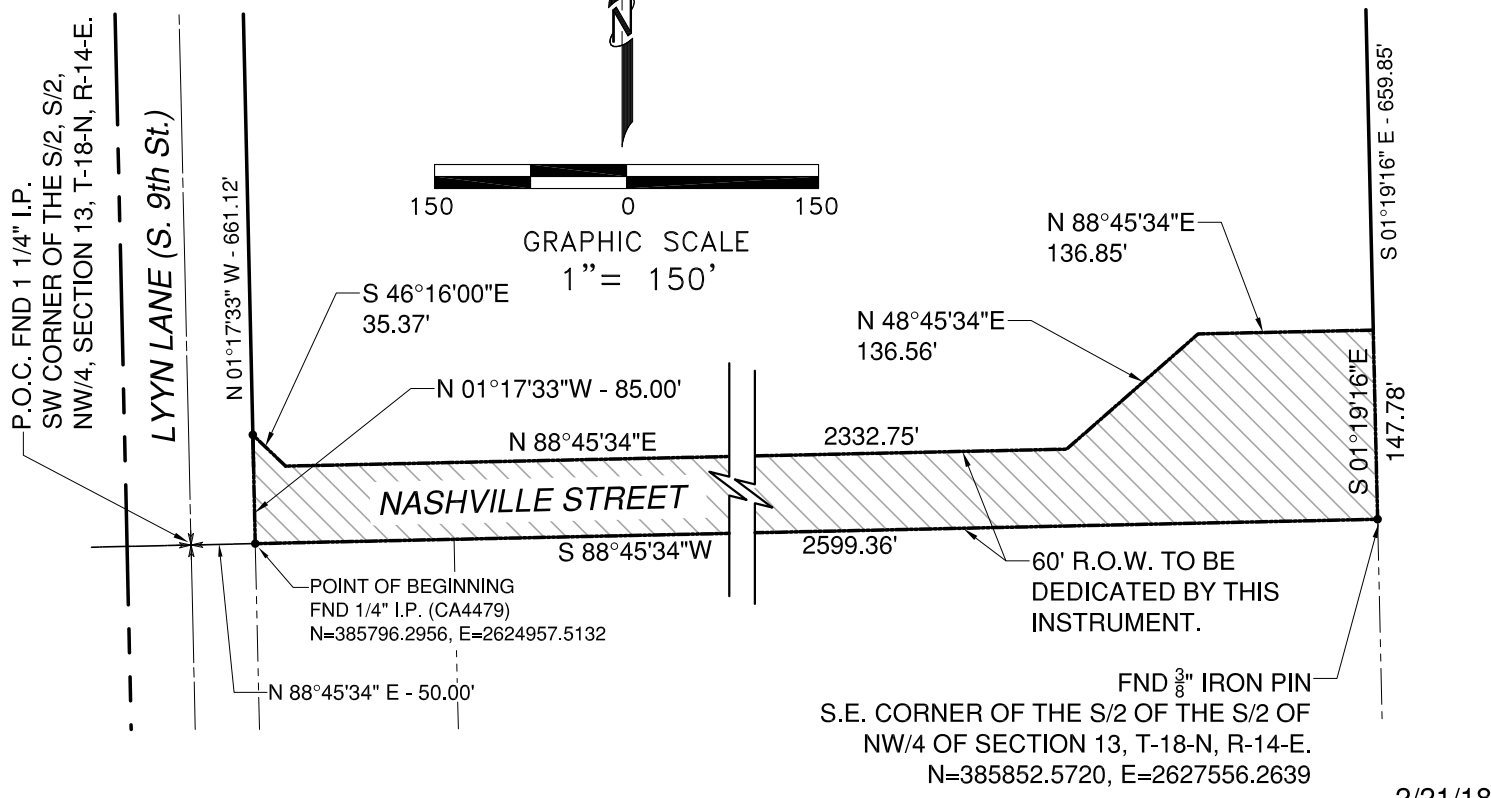 P.O.C. FND 1 1/4" I.P.
SW CORNER OF THE S/2, S/2,
NW/4, SECTION 13, T-18-N, R-14-E.
LYYN LANE (S. 9th St.)
N 01°17'33" W - 661.12'
N
150 0 150
GRAPHIC SCALE
1"= 150'
S 01°19'16" E - 659.85'
N 88°45'34"E
136.85'
S 46°16'00"E
35.37'
N 48°45'34"E
136.56'
N 01°17'33"W - 85.00'
N 88°45'34"E
2332.75'
S 01°19'16"E
147.78'
NASHVILLE STREET
S 88°45'34"W
2599.36'
60' R.O.W. TO BE
DEDICATED BY THIS
INSTRUMENT.
POINT OF BEGINNING
FND 1/4" I.P. (CA4479)
N=385796.2956, E=2624957.5132
N 88°45'34" E - 50.00'
FND 3/8" IRON PIN
S.E. CORNER OF THE S/2 OF THE S/2 OF
NW/4 OF SECTION 13, T-18-N, R-14-E.
N=385852.5720, E=2627556.2639
2/21/18